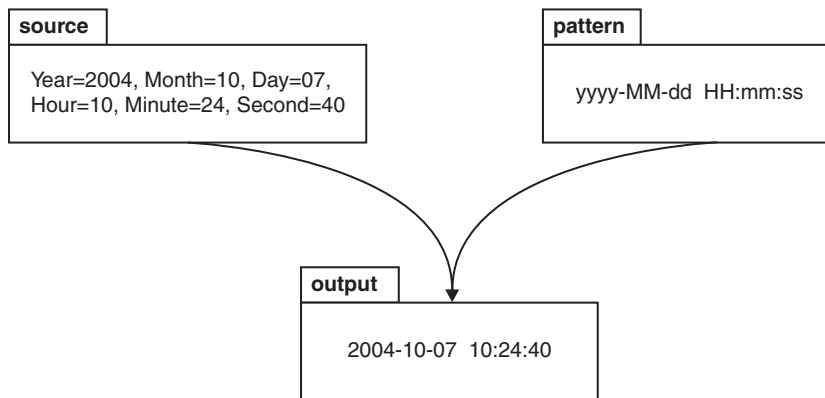 source
Year=2004, Month=10, Day=07,
Hour=10, Minute=24, Second=40
pattern
yyyy-MM-dd HH:mm:ss
output
2004-10-07 10:24:40